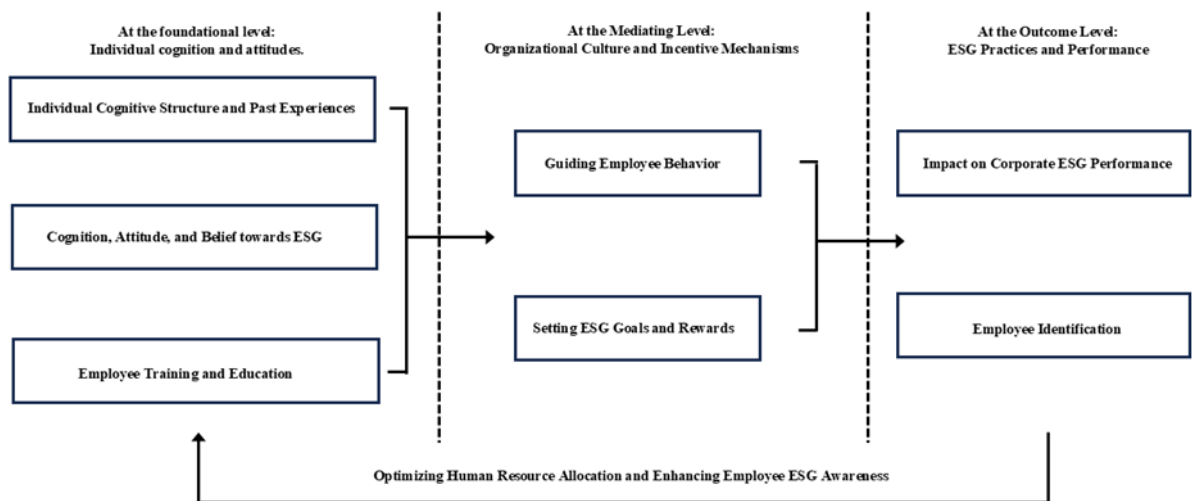 At the foundational level:
Individual cognition and attitudes.
Individual Cognitive Structure and Past Experiences
Cognition, Attitude, and Belief towards ESG
Employee Training and Education
At the Mediating Level:
Organizational Culture and Incentive Mechanisms
Guiding Employee Behavior
Setting ESG Goals and Rewards
At the Outcome Level:
ESG Practices and Performance
Impact on Corporate ESG Performance
Employee Identification
Optimizing Human Resource Allocation and Enhancing Employee ESG Awareness